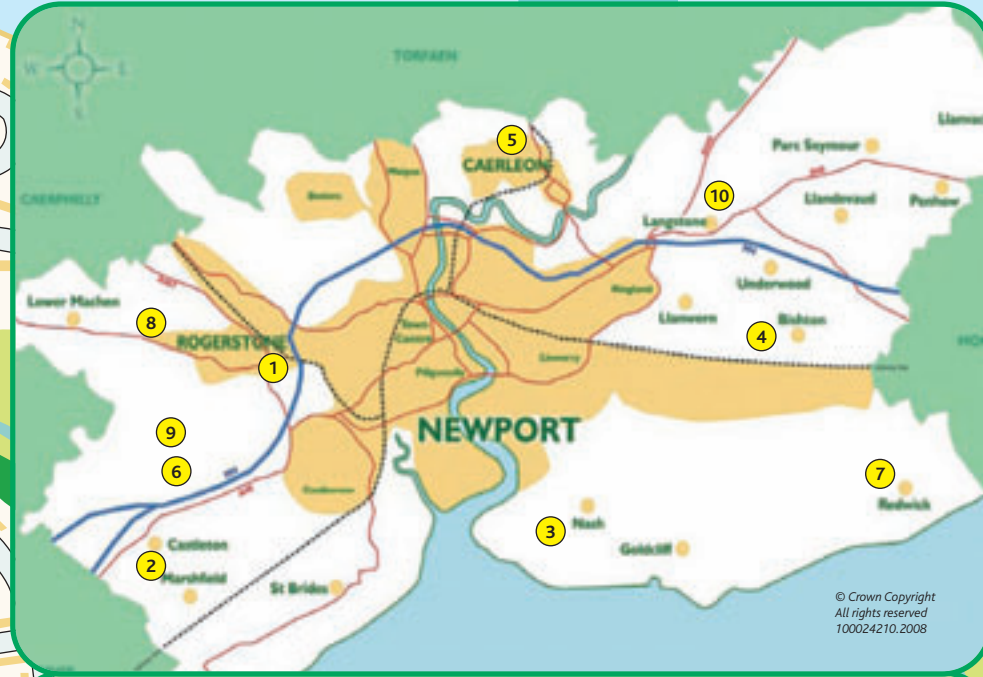 N
W
E
S
TORFAEN
CAERPHILLY
5
CAERLEON
Parc Seymour
10
Llandevaud
Penhow
Langstone
Lower Machen
Underwood
Ringland
Llanwern
8
ROGERSTONE
Town
Centre
4
Bishton
1
Pillgwenlly
Lliswerry
NEWPORT
9
6
7
Redwick
3
Nash
Goldcliff
Castleton
2
Marshfield
St Brides
© Crown Copyright
All rights reserved
100024210.2008